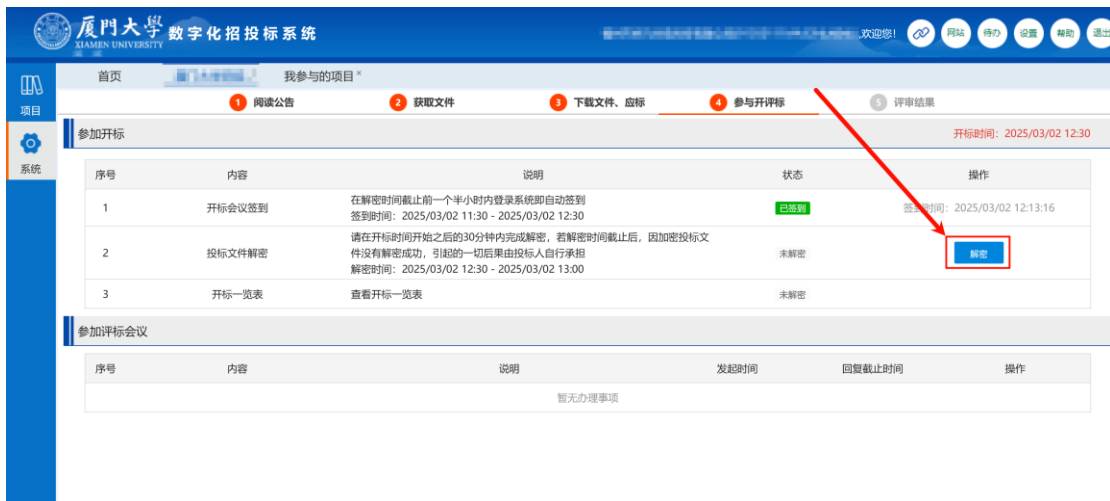 厦門大學 数字化招投标系统
XIAMEN UNIVERSITY
,欢迎您!
网站 待办 设置 帮助 退出
项目
系统
首页 我参与的项目 ×
1 阅读公告 2 获取文件 3 下载文件、应标 4 参与开评标 5 评审结果
参加开标 开标时间：2025/03/02 12:30
序号 内容 说明 状态 操作
1 开标会议签到 在解密时间截止前一个半小时内登录系统即自动签到
签到时间：2025/03/02 11:30 - 2025/03/02 12:30
已签到 签到时间：2025/03/02 12:13:16
2 投标文件解密 请在开标时间开始之后的30分钟内完成解密，若解密时间截止后，因加密投标文
件没有解密成功，引起的一切后果由投标人自行承担
解密时间：2025/03/02 12:30 - 2025/03/02 13:00
未解密 解密
3 开标一览表 查看开标一览表 未解密
参加评标会议
序号 内容 说明 发起时间 回复截止时间 操作
暂无办理事项